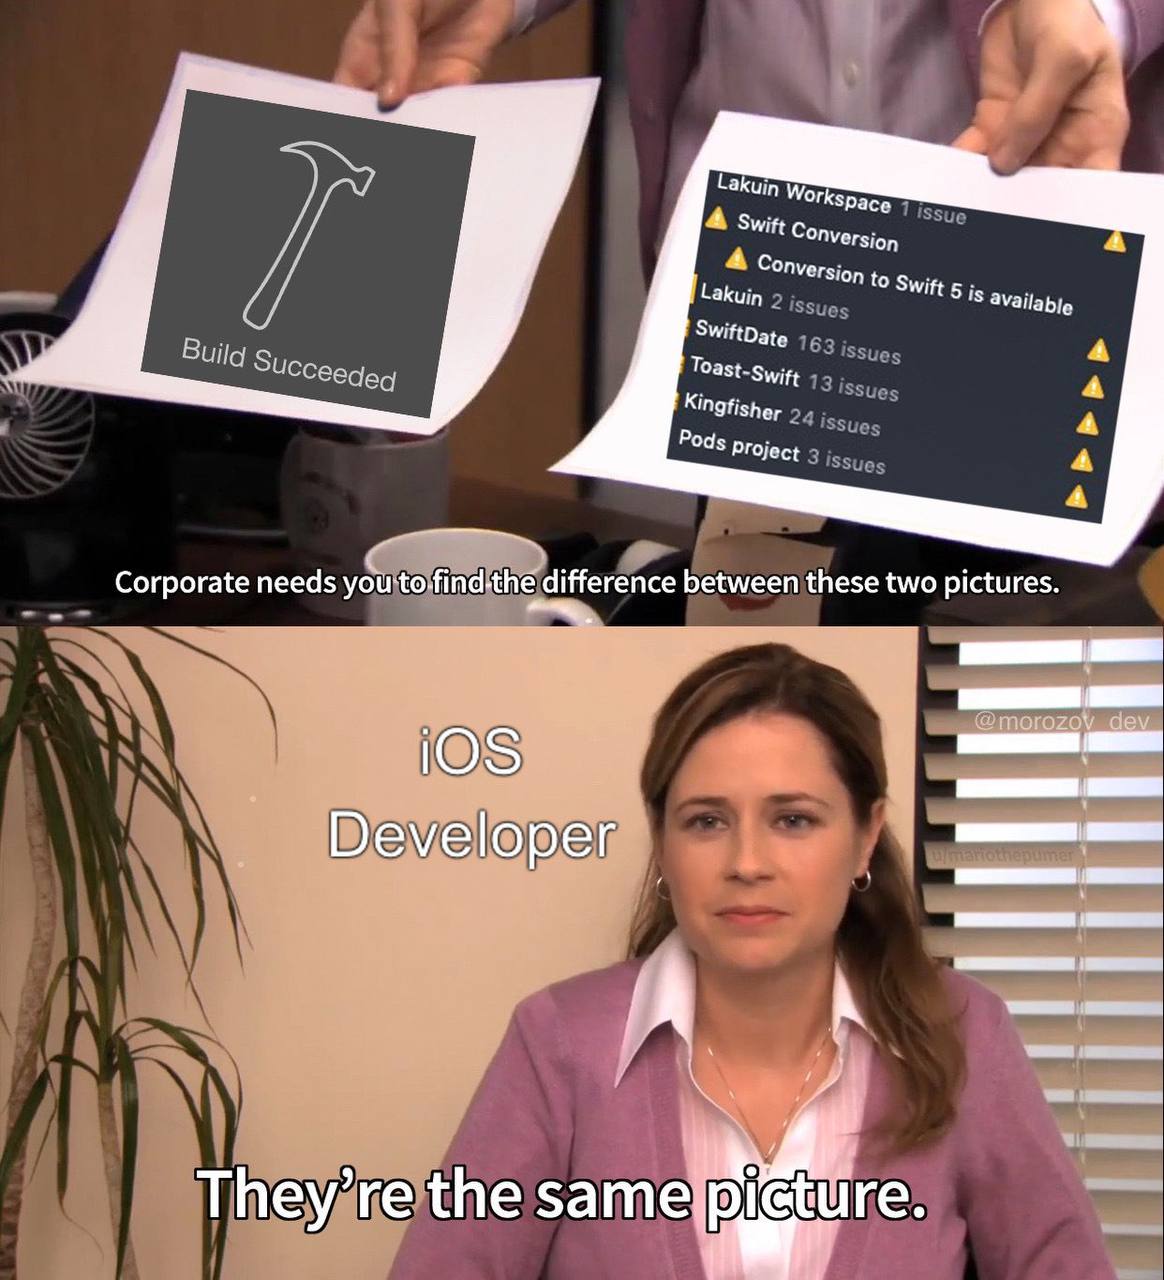 Build Succeeded
Lakuin Workspace 1 issue
Swift Conversion
Conversion to Swift 5 is available
Lakuin 2 issues
SwiftDate 163 issues
Toast-Swift 13 issues
Kingfisher 24 issues
Pods project 3 issues
Corporate needs you to find the difference between these two pictures.
iOS
Developer
@morozov_dev
u/mariothepumer
They’re the same picture.